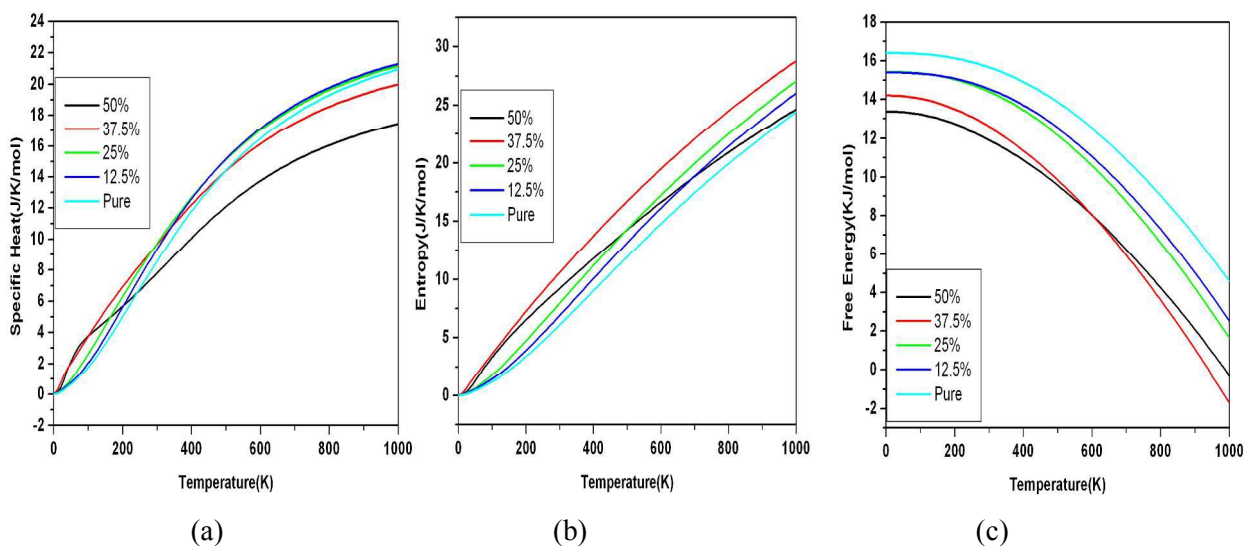 Specific Heat(J/K/mol)
24
22
20
18
16
14
12
10
8
6
4
2
0
-2
50%
37.5%
25%
12.5%
Pure
0 200 400 600 800 1000
Temperature(K)
(a)
Entropy(J/K/mol)
30
25
20
15
10
5
0
50%
37.5%
25%
12.5%
Pure
0 200 400 600 800 1000
Temperature(K)
(b)
Free Energy(KJ/mol)
18
16
14
12
10
8
6
4
2
0
-2
50%
37.5%
25%
12.5%
Pure
0 200 400 600 800 1000
Temperature(K)
(c)